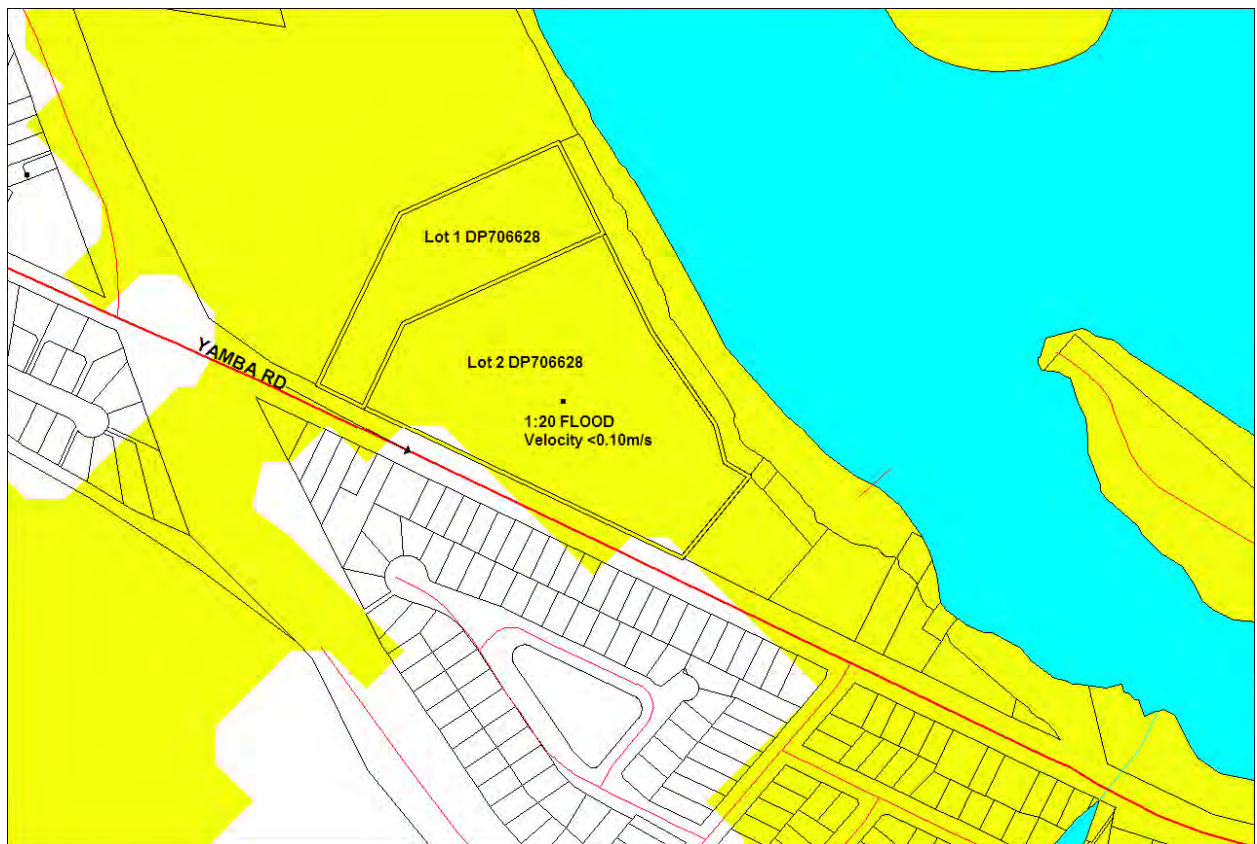 Lot 1 DP706628
YAMBA RD
Lot 2 DP706628
1:20 FLOOD
Velocity <0.10m/s